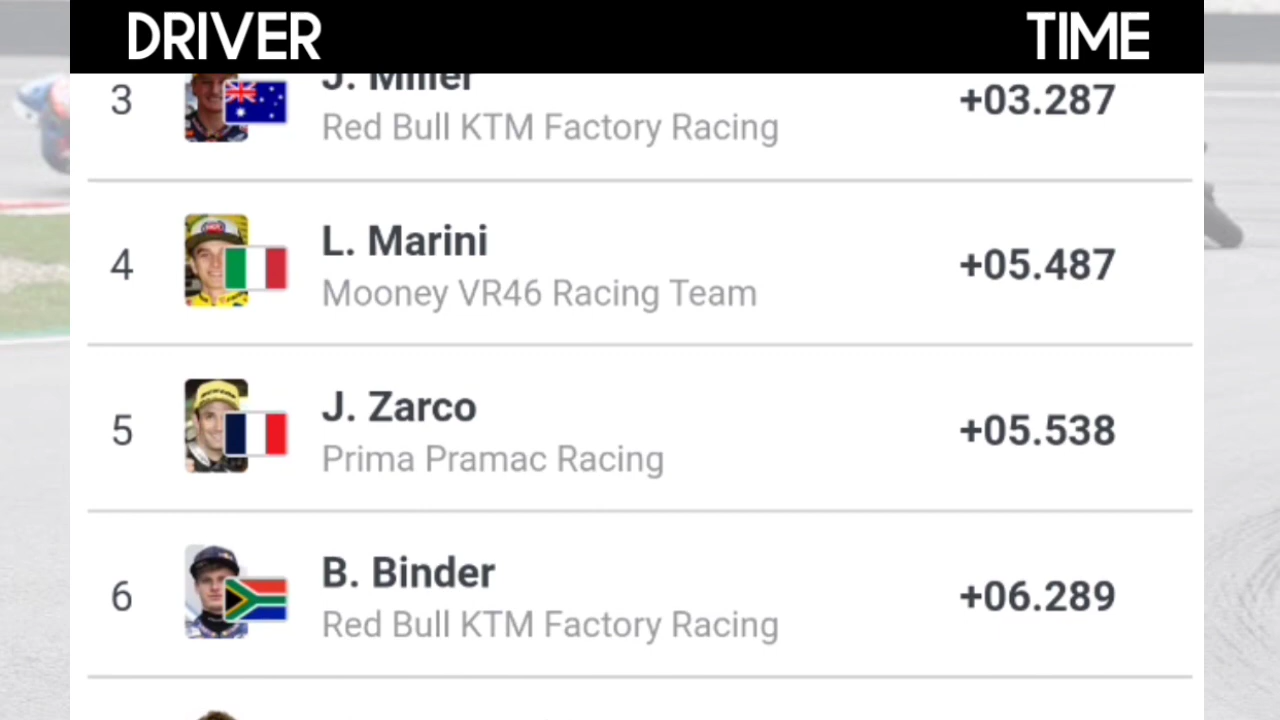 DRIVER TIME
3 J. Miller +03.287
Red Bull KTM Factory Racing
4 L. Marini +05.487
Mooney VR46 Racing Team
5 J. Zarco +05.538
Prima Pramac Racing
6 B. Binder +06.289
Red Bull KTM Factory Racing